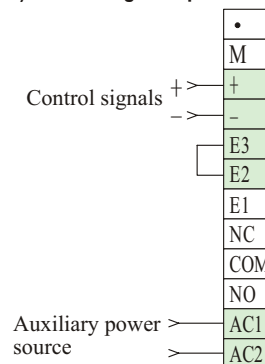 •
M
+ +
Control signals
− −
E3
E2
E1
NC
COM
NO
Auxiliary power
source
AC1
AC2